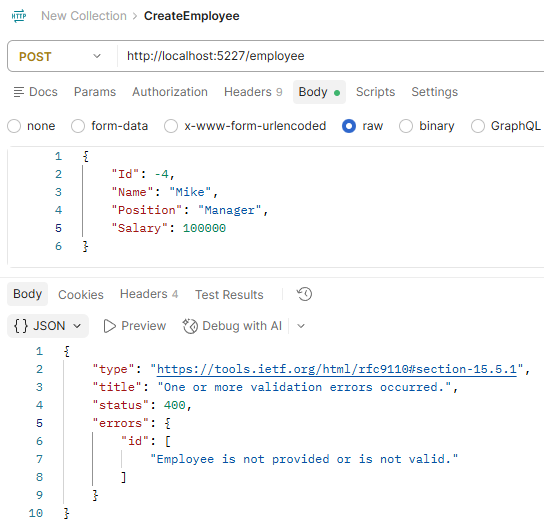 HTTP New Collection > CreateEmployee
POST http://localhost:5227/employee
Docs Params Authorization Headers 9 Body Scripts Settings
none form-data x-www-form-urlencoded raw binary GraphQL
1 {
2 "Id": -4,
3 "Name": "Mike",
4 "Position": "Manager",
5 "Salary": 100000
6 }
Body Cookies Headers 4 Test Results
{} JSON Preview Debug with AI
1 {
2 "type": "https://tools.ietf.org/html/rfc9110#section-15.5.1",
3 "title": "One or more validation errors occurred.",
4 "status": 400,
5 "errors": {
6 "id": [
7 "Employee is not provided or is not valid."
8 ]
9 }
10 }